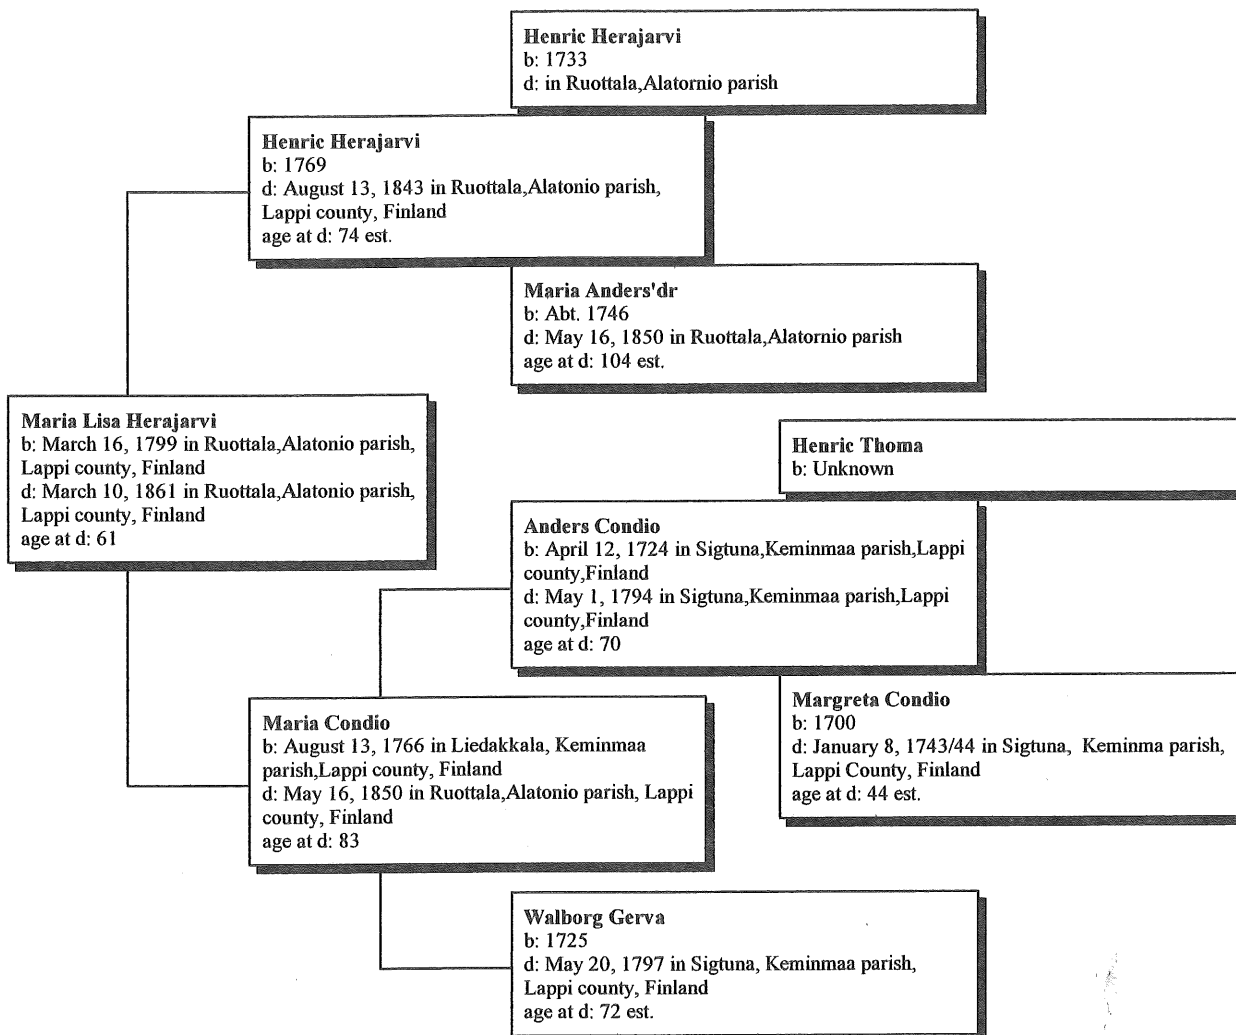 Henric Herajarvi
b: 1733
d: in Ruottala,Alatornio parish
Henric Herajarvi
b: 1769
d: August 13, 1843 in Ruottala,Alatonio parish,
Lappi county, Finland
age at d: 74 est.
Maria Anders'dr
b: Abt. 1746
d: May 16, 1850 in Ruottala,Alatornio parish
age at d: 104 est.
Maria Lisa Herajarvi
b: March 16, 1799 in Ruottala,Alatonio parish,
Lappi county, Finland
d: March 10, 1861 in Ruottala,Alatonio parish,
Lappi county, Finland
age at d: 61
Henric Thoma
b: Unknown
Anders Condio
b: April 12, 1724 in Sigtuna,Keminmaa parish,Lappi
county,Finland
d: May 1, 1794 in Sigtuna,Keminmaa parish,Lappi
county,Finland
age at d: 70
Margreta Condio
b: 1700
d: January 8, 1743/44 in Sigtuna, Keminma parish,
Lappi County, Finland
age at d: 44 est.
Maria Condio
b: August 13, 1766 in Liedakkala, Keminmaa
parish,Lappi county, Finland
d: May 16, 1850 in Ruottala,Alatonio parish, Lappi
county, Finland
age at d: 83
Walborg Gerva
b: 1725
d: May 20, 1797 in Sigtuna, Keminmaa parish,
Lappi county, Finland
age at d: 72 est.